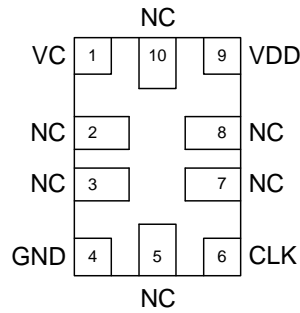 NC
VC 1 10 9 VDD
NC 2 8 NC
NC 3 7 NC
GND 4 5 6 CLK
NC